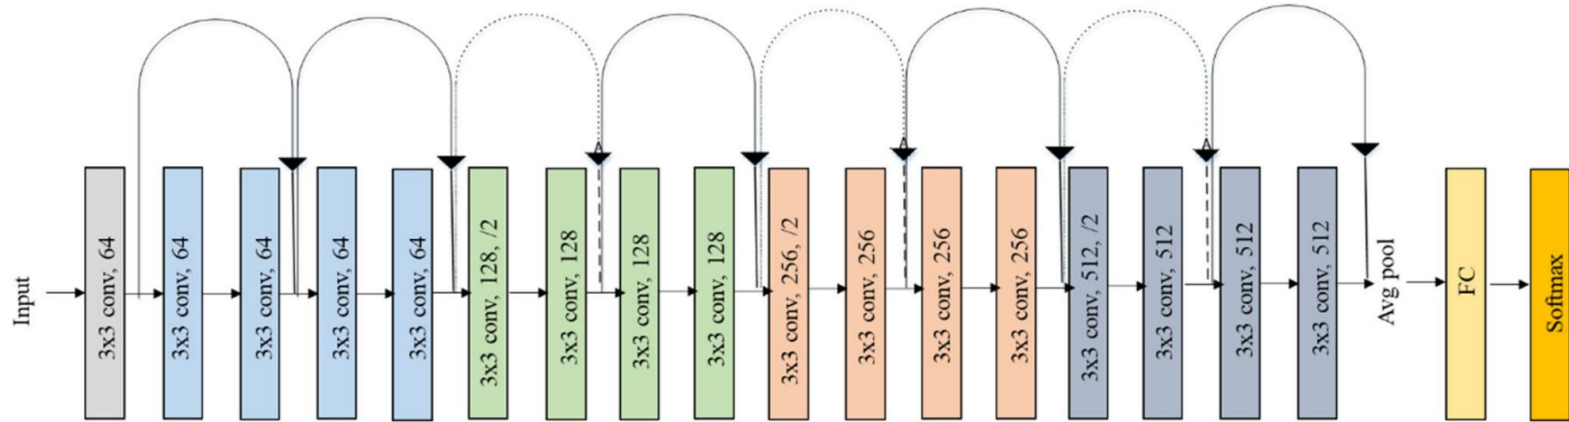 Input
3x3 conv, 64
3x3 conv, 64
3x3 conv, 64
3x3 conv, 64
3x3 conv, 64
3x3 conv, 128, /2
3x3 conv, 128
3x3 conv, 128
3x3 conv, 128
3x3 conv, 256, /2
3x3 conv, 256
3x3 conv, 256
3x3 conv, 256
3x3 conv, 512, /2
3x3 conv, 512
3x3 conv, 512
3x3 conv, 512
Avg pool
FC
Softmax